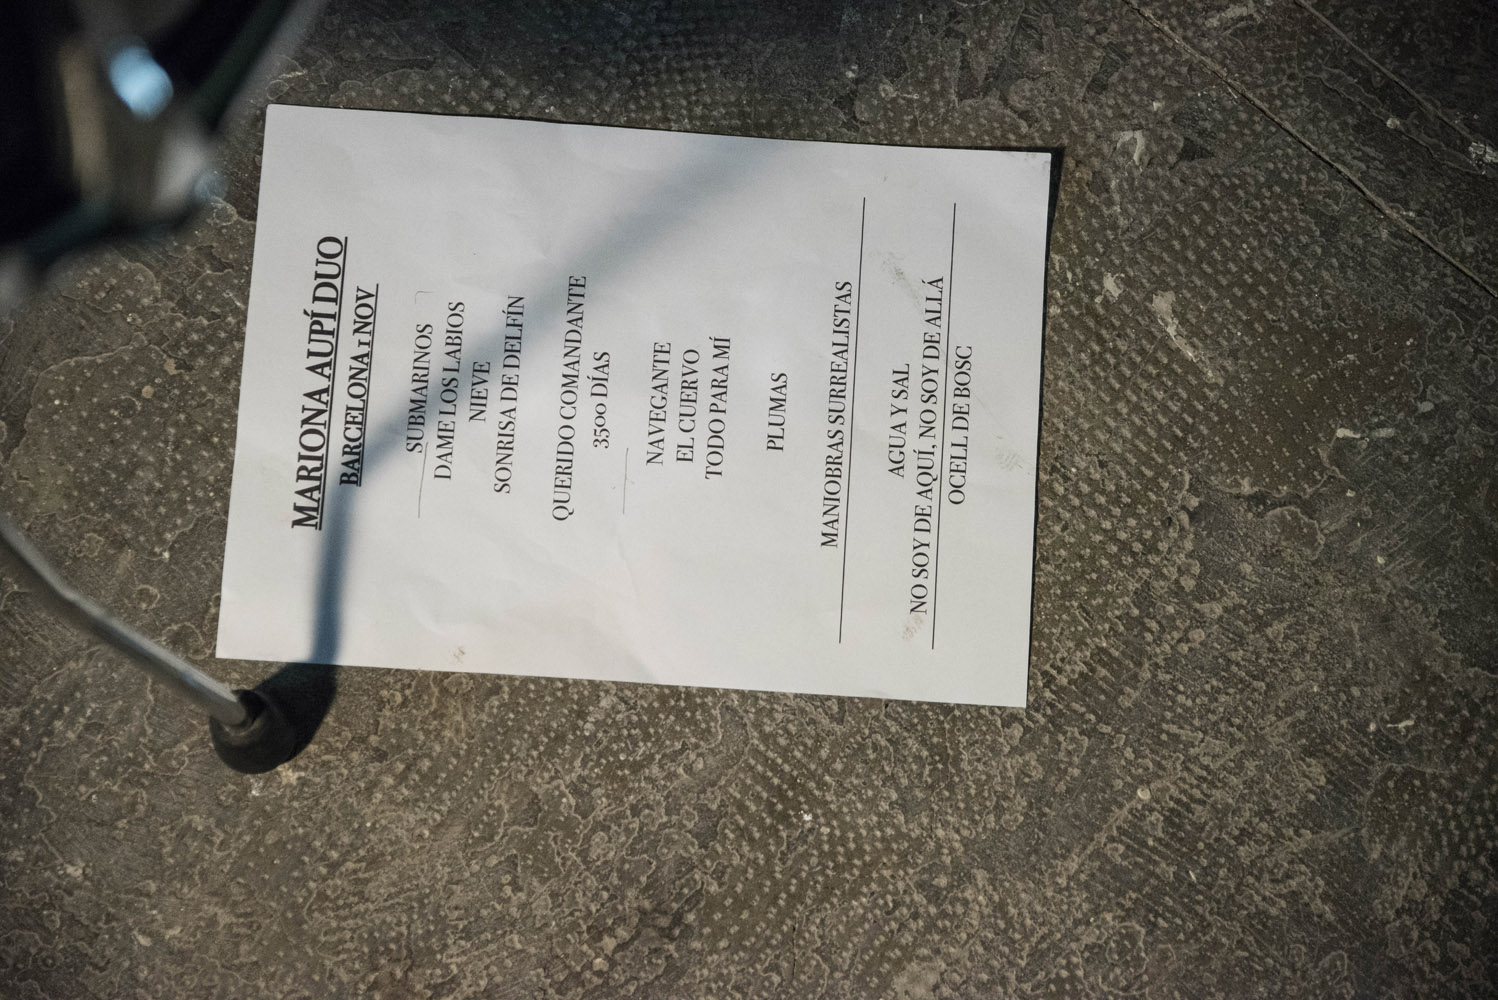 MARIONA AUPÍ DUO
BARCELONA 1 NOV
SUBMARINOS
DAME LOS LABIOS
NIEVE
SONRISA DE DELFÍN
QUERIDO COMANDANTE
3500 DÍAS
NAVEGANTE
EL CUERVO
TODO PARA MÍ
PLUMAS
MANIOBRAS SURREALISTAS
AGUA Y SAL
NO SOY DE AQUÍ, NO SOY DE ALLÁ
OCELL DE BOSC